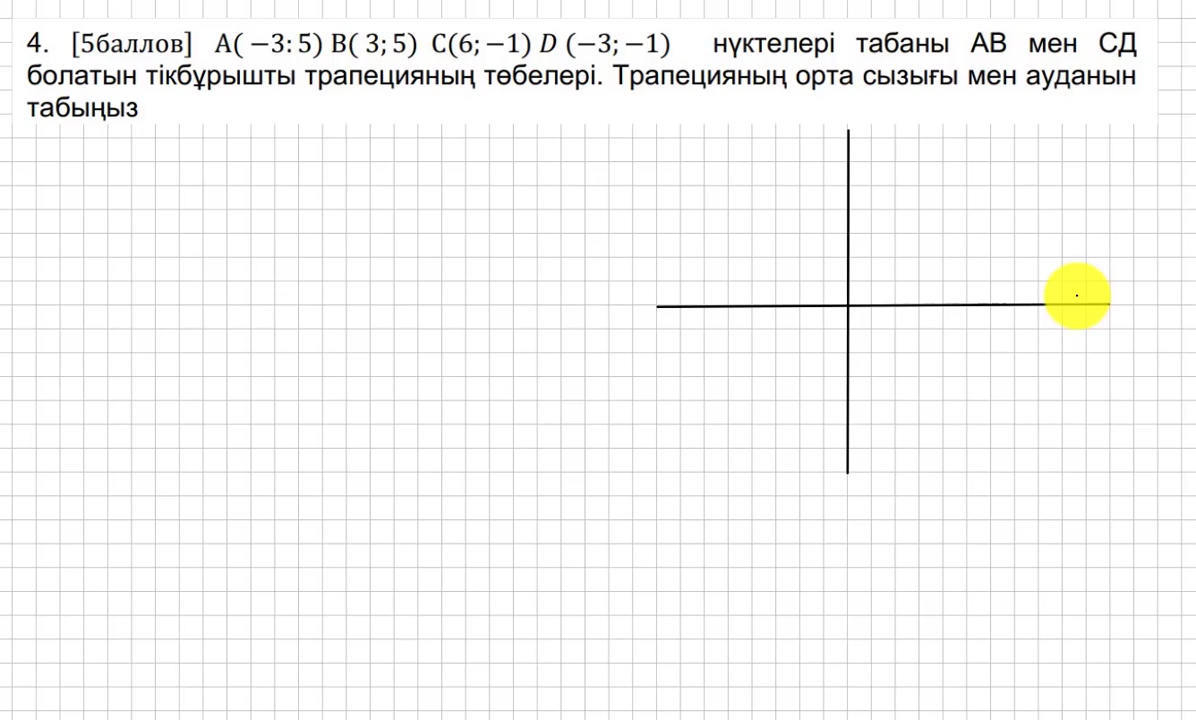 4. [5баллов] A( −3: 5) B( 3; 5) C(6; −1) D (−3; −1) нүктелері табаны АВ мен СД
болатын тікбұрышты трапецияның төбелері. Трапецияның орта сызығы мен ауданын
табыңыз